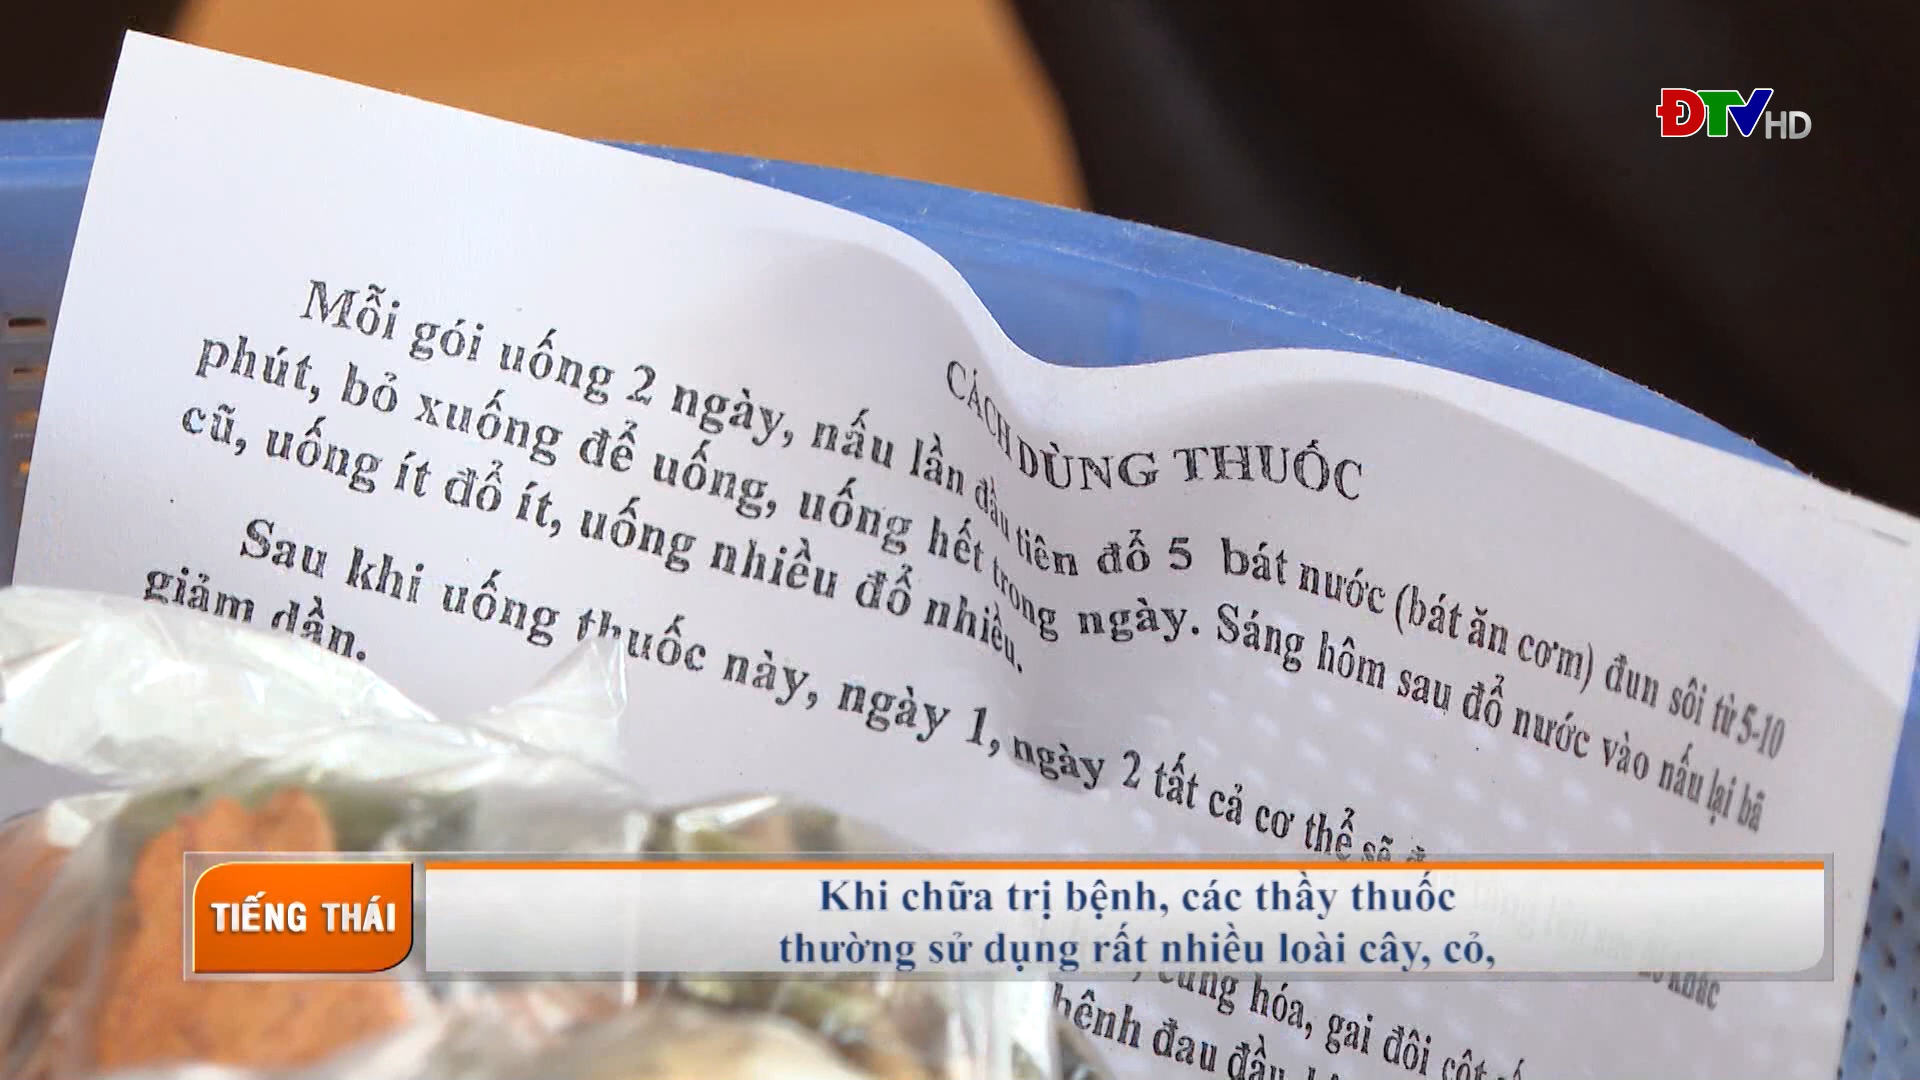 ĐTV HD
CÁCH DÙNG THUỐC
Mỗi gói uống 2 ngày, nấu lần đầu tiên đổ 5 bát nước (bát ăn cơm) đun sôi từ 5-10
phút, bỏ xuống để uống, uống hết trong ngày. Sáng hôm sau đổ nước vào nấu lại bã
cũ, uống ít đổ ít, uống nhiều đổ nhiều.
Sau khi uống thuốc này, ngày 1, ngày 2 tất cả cơ thể sẽ
giảm dần.
hóa, gai đôi cột
bệnh đau đầu,
TIẾNG THÁI
Khi chữa trị bệnh, các thầy thuốc
thường sử dụng rất nhiều loài cây, cỏ,